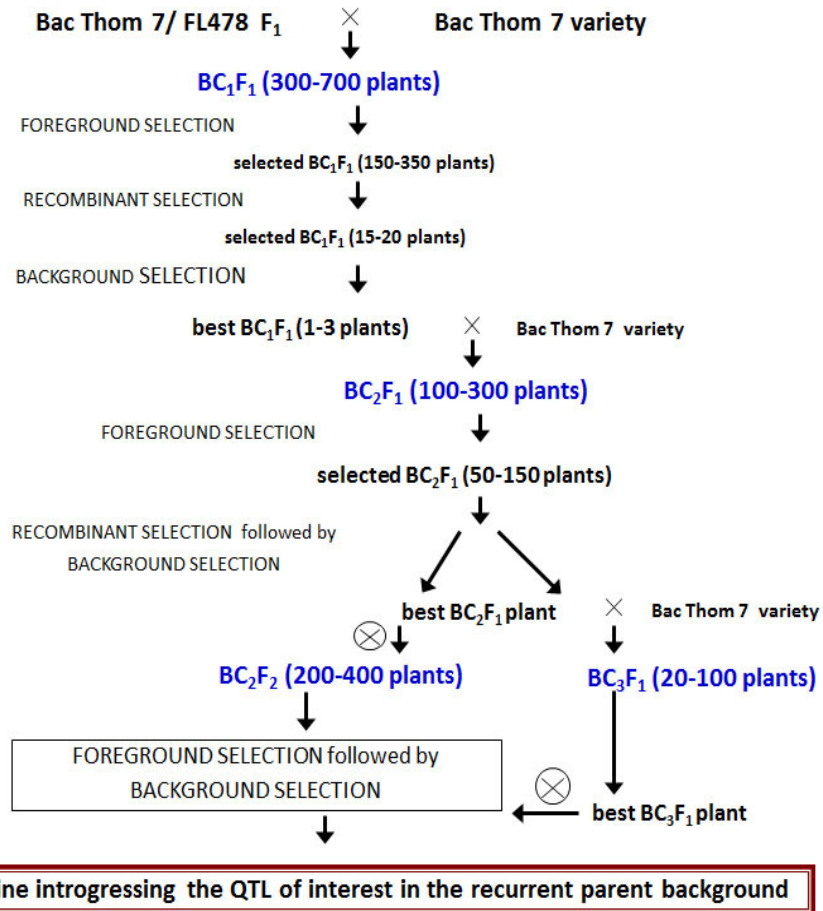 Bac Thom 7/ FL478 F₁ × Bac Thom 7 variety
BC₁F₁ (300-700 plants)
FOREGROUND SELECTION
selected BC₁F₁ (150-350 plants)
RECOMBINANT SELECTION
selected BC₁F₁ (15-20 plants)
BACKGROUND SELECTION
best BC₁F₁ (1-3 plants) × Bac Thom 7 variety
BC₂F₁ (100-300 plants)
FOREGROUND SELECTION
selected BC₂F₁ (50-150 plants)
RECOMBINANT SELECTION followed by
BACKGROUND SELECTION
best BC₂F₁ plant × Bac Thom 7 variety
BC₂F₂ (200-400 plants) BC₃F₁ (20-100 plants)
FOREGROUND SELECTION followed by
BACKGROUND SELECTION
best BC₃F₁ plant
introgressing the QTL of interest in the recurrent parent background